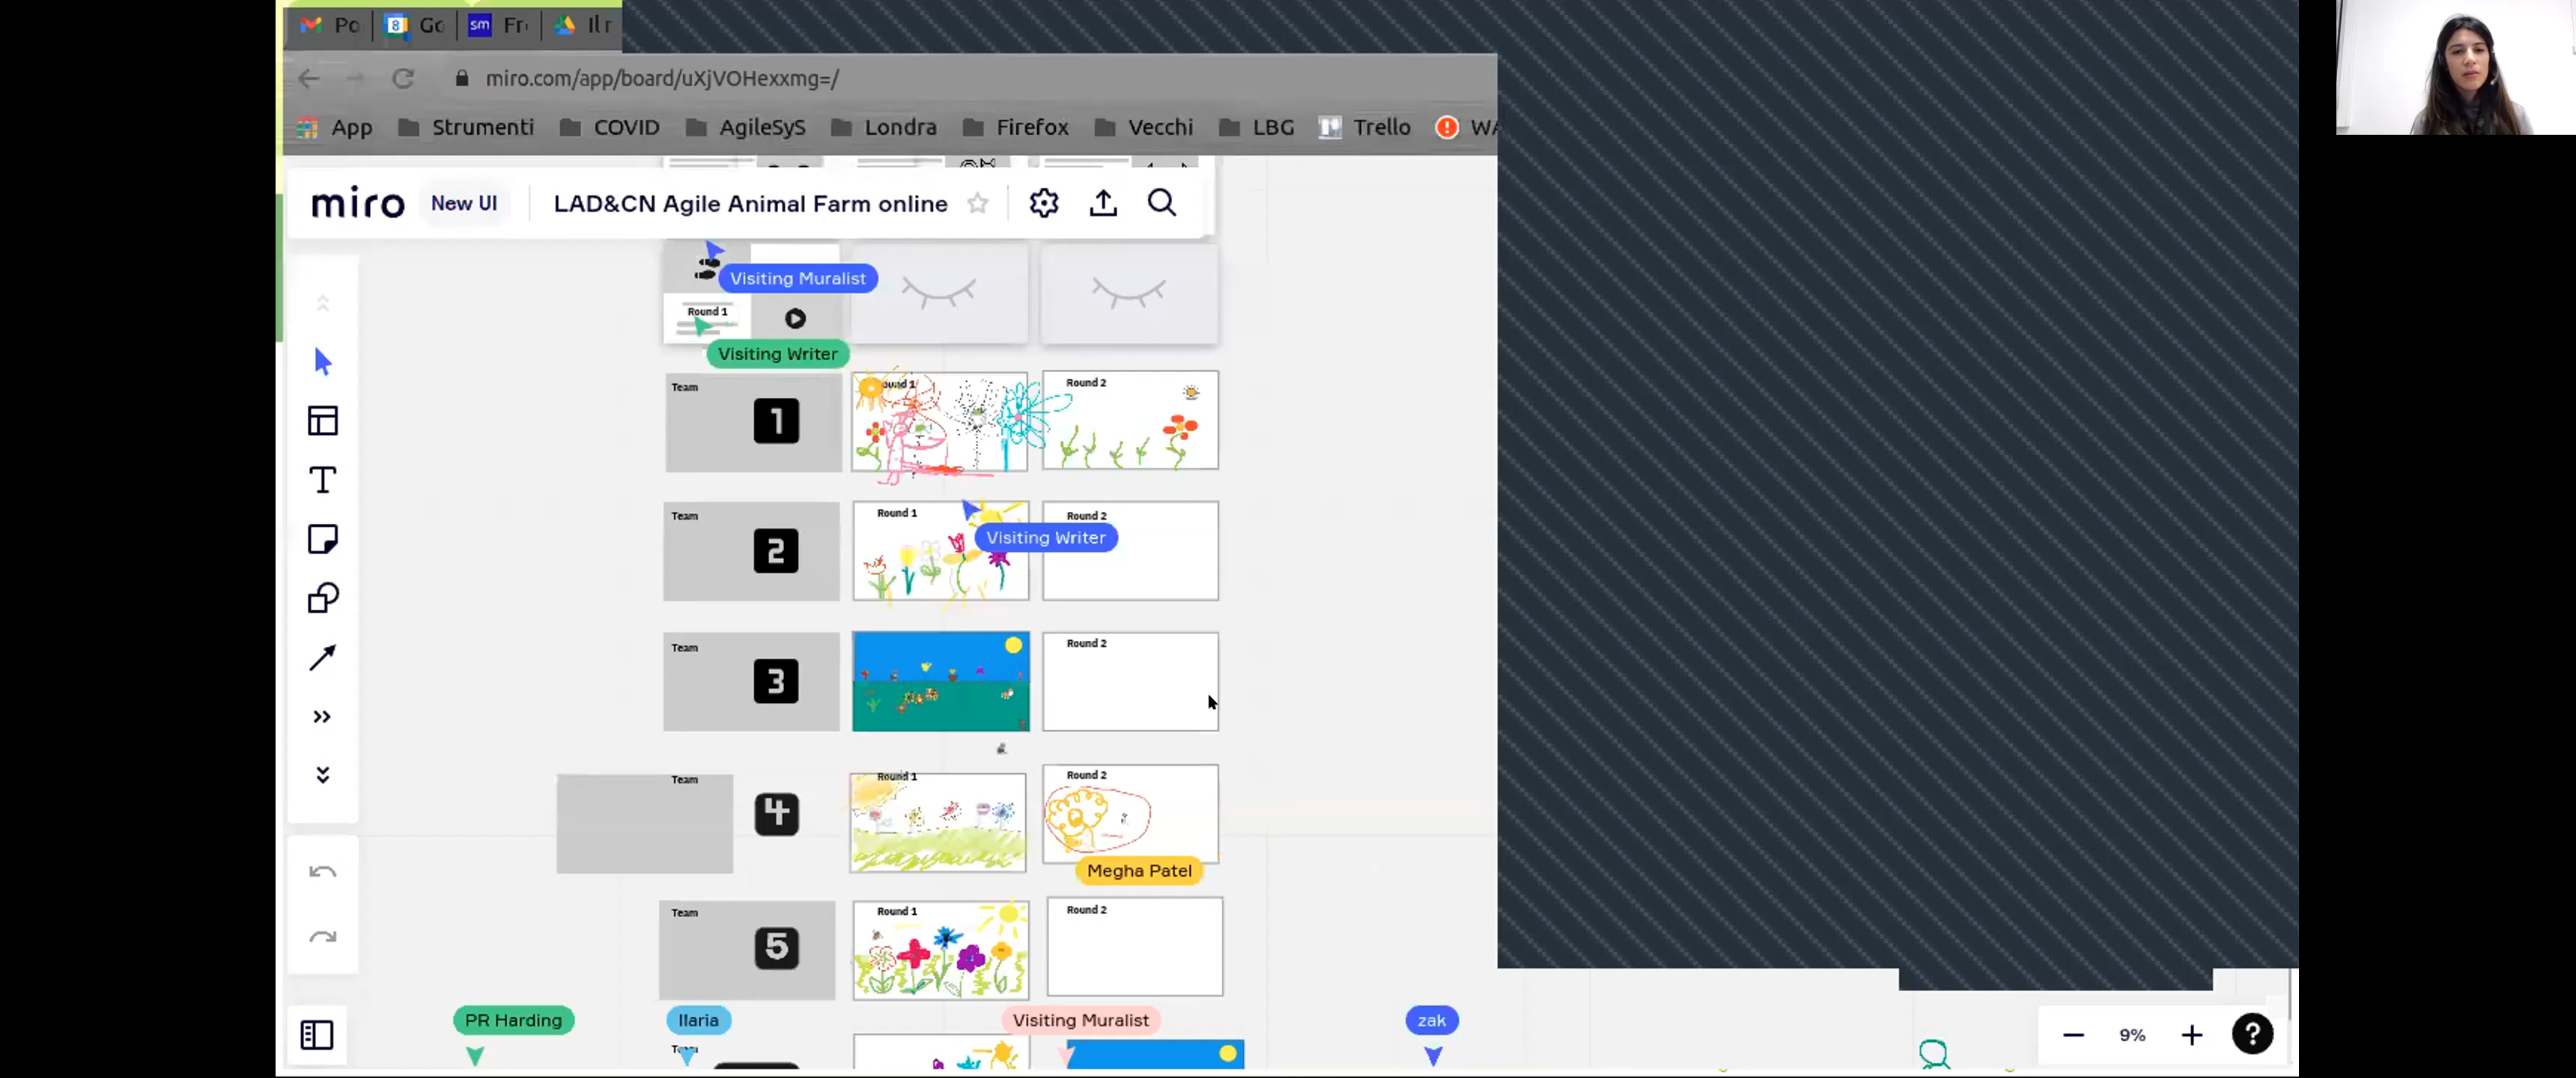 Po
Go
sm
Fr
Il r
miro.com/app/board/uXjVOHexxmg=/
App Strumenti COVID AgileSyS Londra Firefox Vecchi LBG Trello WA
miro New UI LAD&CN Agile Animal Farm online
Visiting Muralist
Round 1
Visiting Writer
Team
1
Round 2
Team
2
Round 1
Round 2
Visiting Writer
Team
3
Round 2
Team
4
Round 1
Round 2
Megha Patel
Team
5
Round 1
Round 2
PR Harding
Ilaria
Visiting Muralist
zak
Team
9%
?